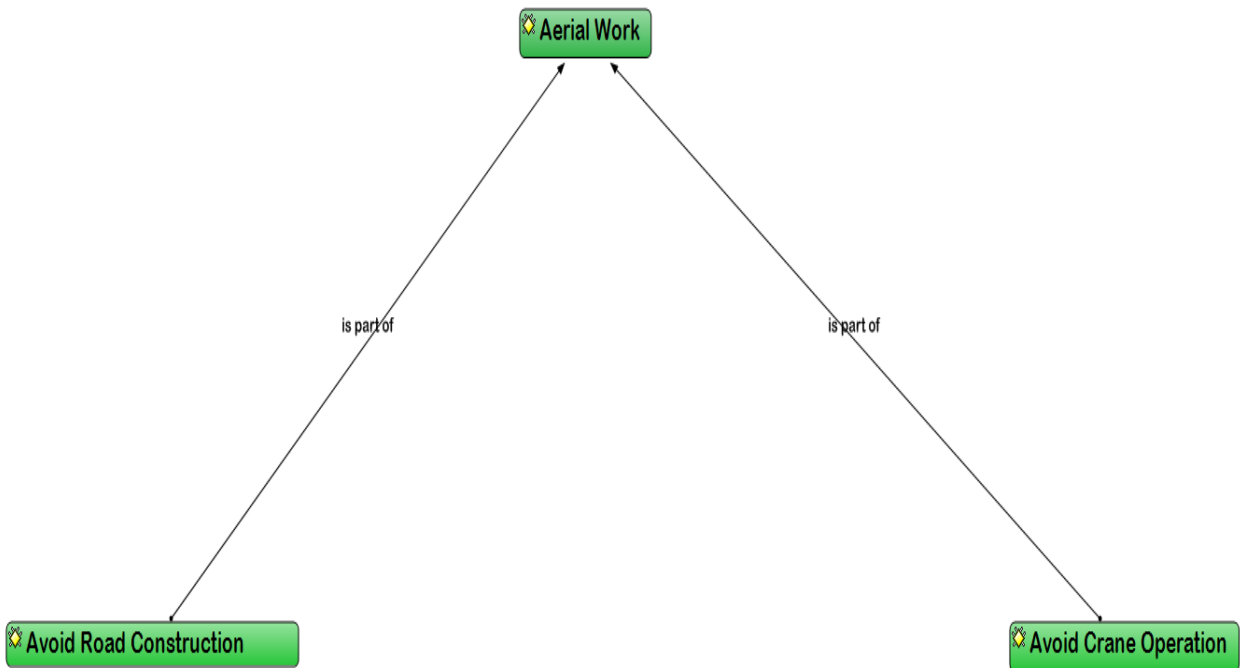 Aerial Work
is part of
is part of
Avoid Road Construction
Avoid Crane Operation